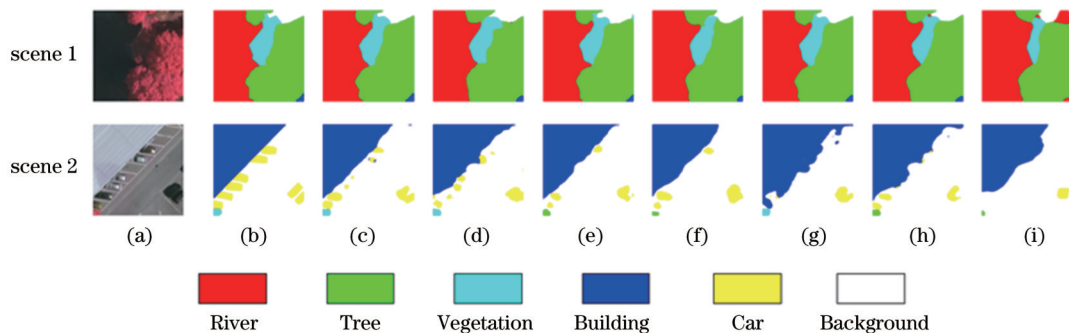 scene 1
scene 2
(a) (b) (c) (d) (e) (f) (g) (h) (i)
River Tree Vegetation Building Car Background